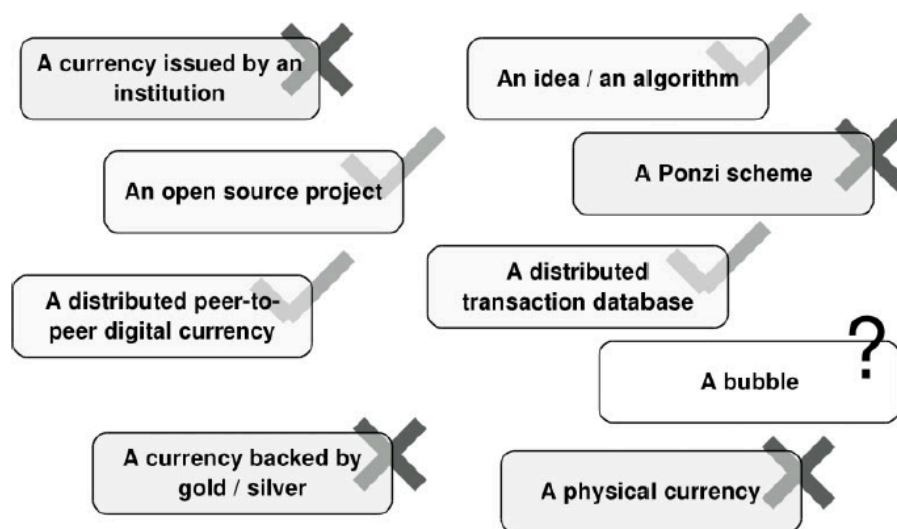 A currency issued by an
institution
An idea / an algorithm
An open source project
A Ponzi scheme
A distributed peer-to-
peer digital currency
A distributed
transaction database
?
A bubble
A currency backed by
gold / silver
A physical currency